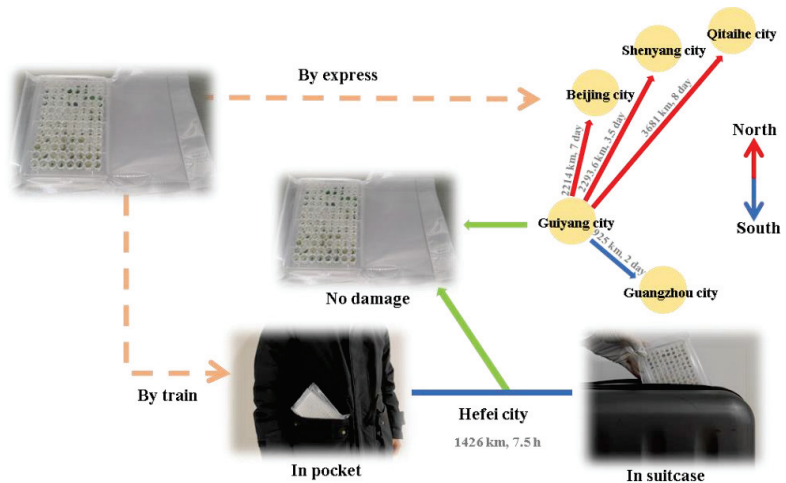 By express
Qitaihe city
Shenyang city
Beijing city
2214 km, 7 day
2293.6 km, 3.5 day
3681 km, 8 day
North
South
Guiyang city
925 km, 2 day
Guangzhou city
No damage
By train
In pocket
Hefei city
1426 km, 7.5 h
In suitcase